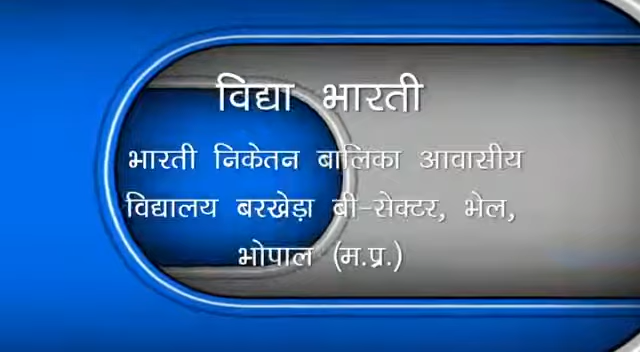 विद्या भारती
भारती निकेतन बालिका आवासीय
विद्यालय बरखेड़ा बी-सेक्टर, भेल,
भोपाल (म.प्र.)